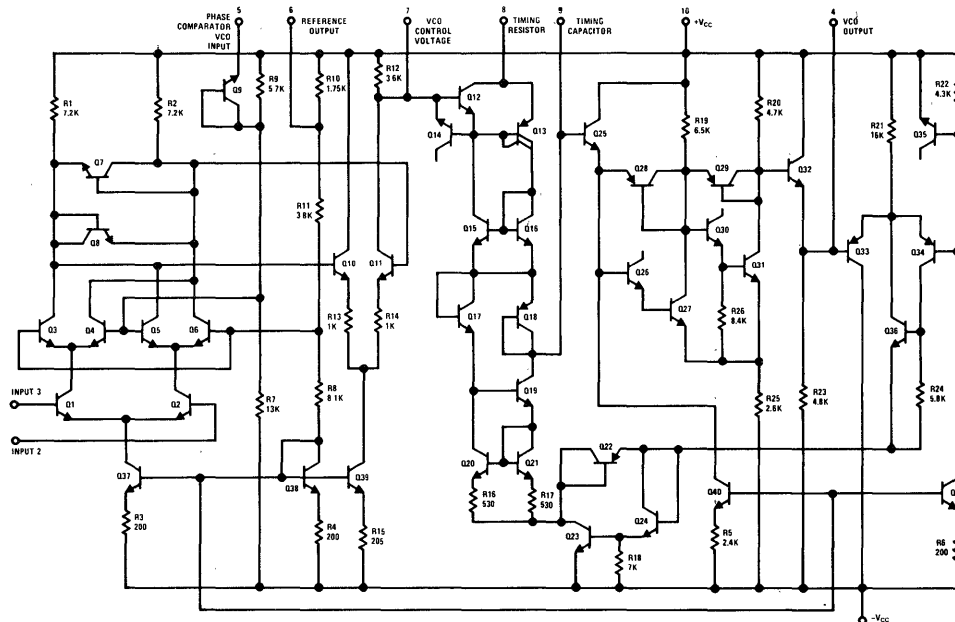 5
6
7
8
9
10
4
PHASE
COMPARATOR
VCO
INPUT
REFERENCE
OUTPUT
VCO
CONTROL
VOLTAGE
TIMING
RESISTOR
TIMING
CAPACITOR
+VCC
VCO
OUTPUT
R1
7.2K
R2
7.2K
Q9
R9
5.7K
R10
1.75K
R12
3.6K
Q12
Q14
Q13
Q25
R19
6.5K
R20
4.7K
R21
16K
R22
4.3K
Q35
Q7
Q8
R11
3.8K
Q10
Q11
Q15
Q16
Q28
Q29
Q32
Q30
Q31
Q33
Q34
Q26
Q27
R26
8.4K
Q3
Q4
Q5
Q6
R13
1K
R14
1K
Q17
Q18
Q36
INPUT 3
Q1
Q2
R7
13K
R8
8.1K
Q19
R25
2.6K
R23
4.8K
R24
5.8K
INPUT 2
Q37
Q38
Q39
Q20
Q21
Q22
Q40
R16
530
R17
530
R3
200
R4
200
R15
205
Q23
Q24
R18
7K
R5
2.4K
R6
200
-VCC